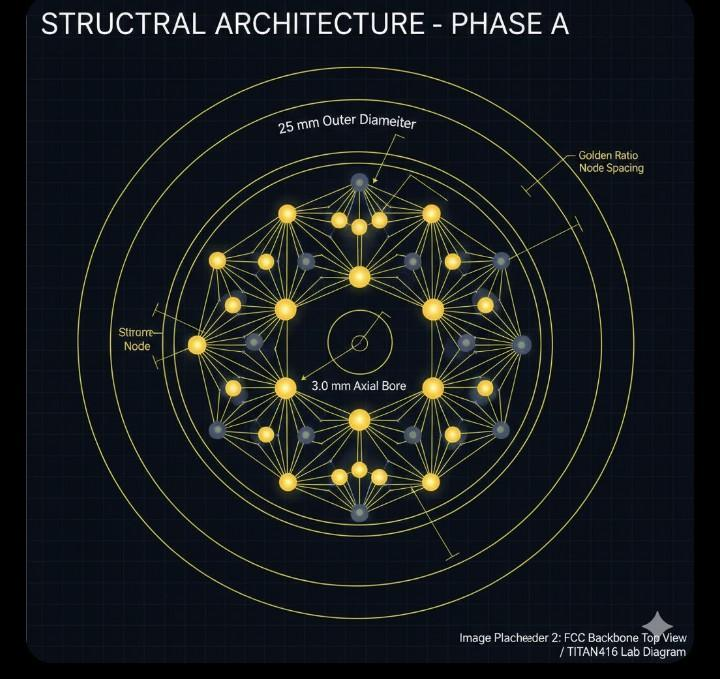 STRUCTRAL ARCHITECTURE - PHASE A
25 mm Outer Diameiter
Golden Ratio
Node Spacing
Node
3.0 mm Axial Bore
Image Placheeder 2: FCC Backbone Top View
/ TITAN416 Lab Diagram